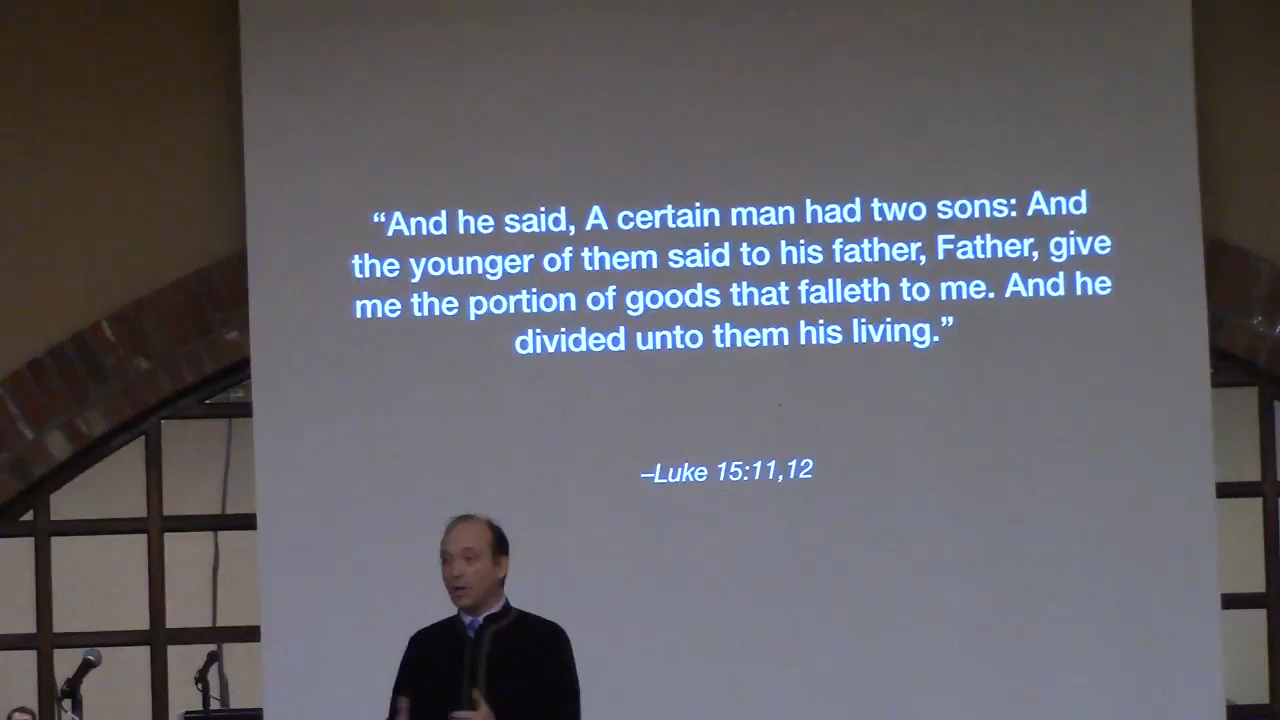 “And he said, A certain man had two sons: And
the younger of them said to his father, Father, give
me the portion of goods that falleth to me. And he
divided unto them his living.”
–Luke 15:11,12